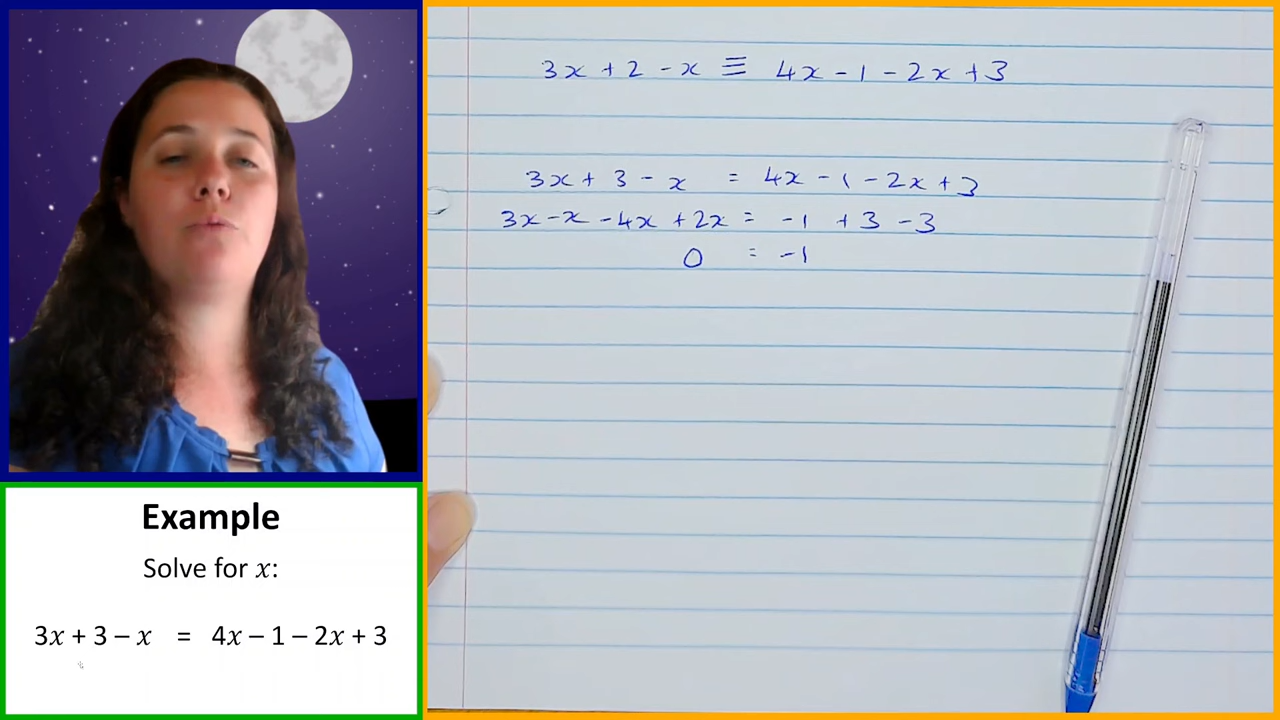 3x + 2 - x ≡ 4x - 1 - 2x + 3
3x + 3 - x = 4x - 1 - 2x + 3
3x - x - 4x + 2x = -1 + 3 - 3
0 = -1
Example
Solve for x:
3x + 3 – x = 4x – 1 – 2x + 3